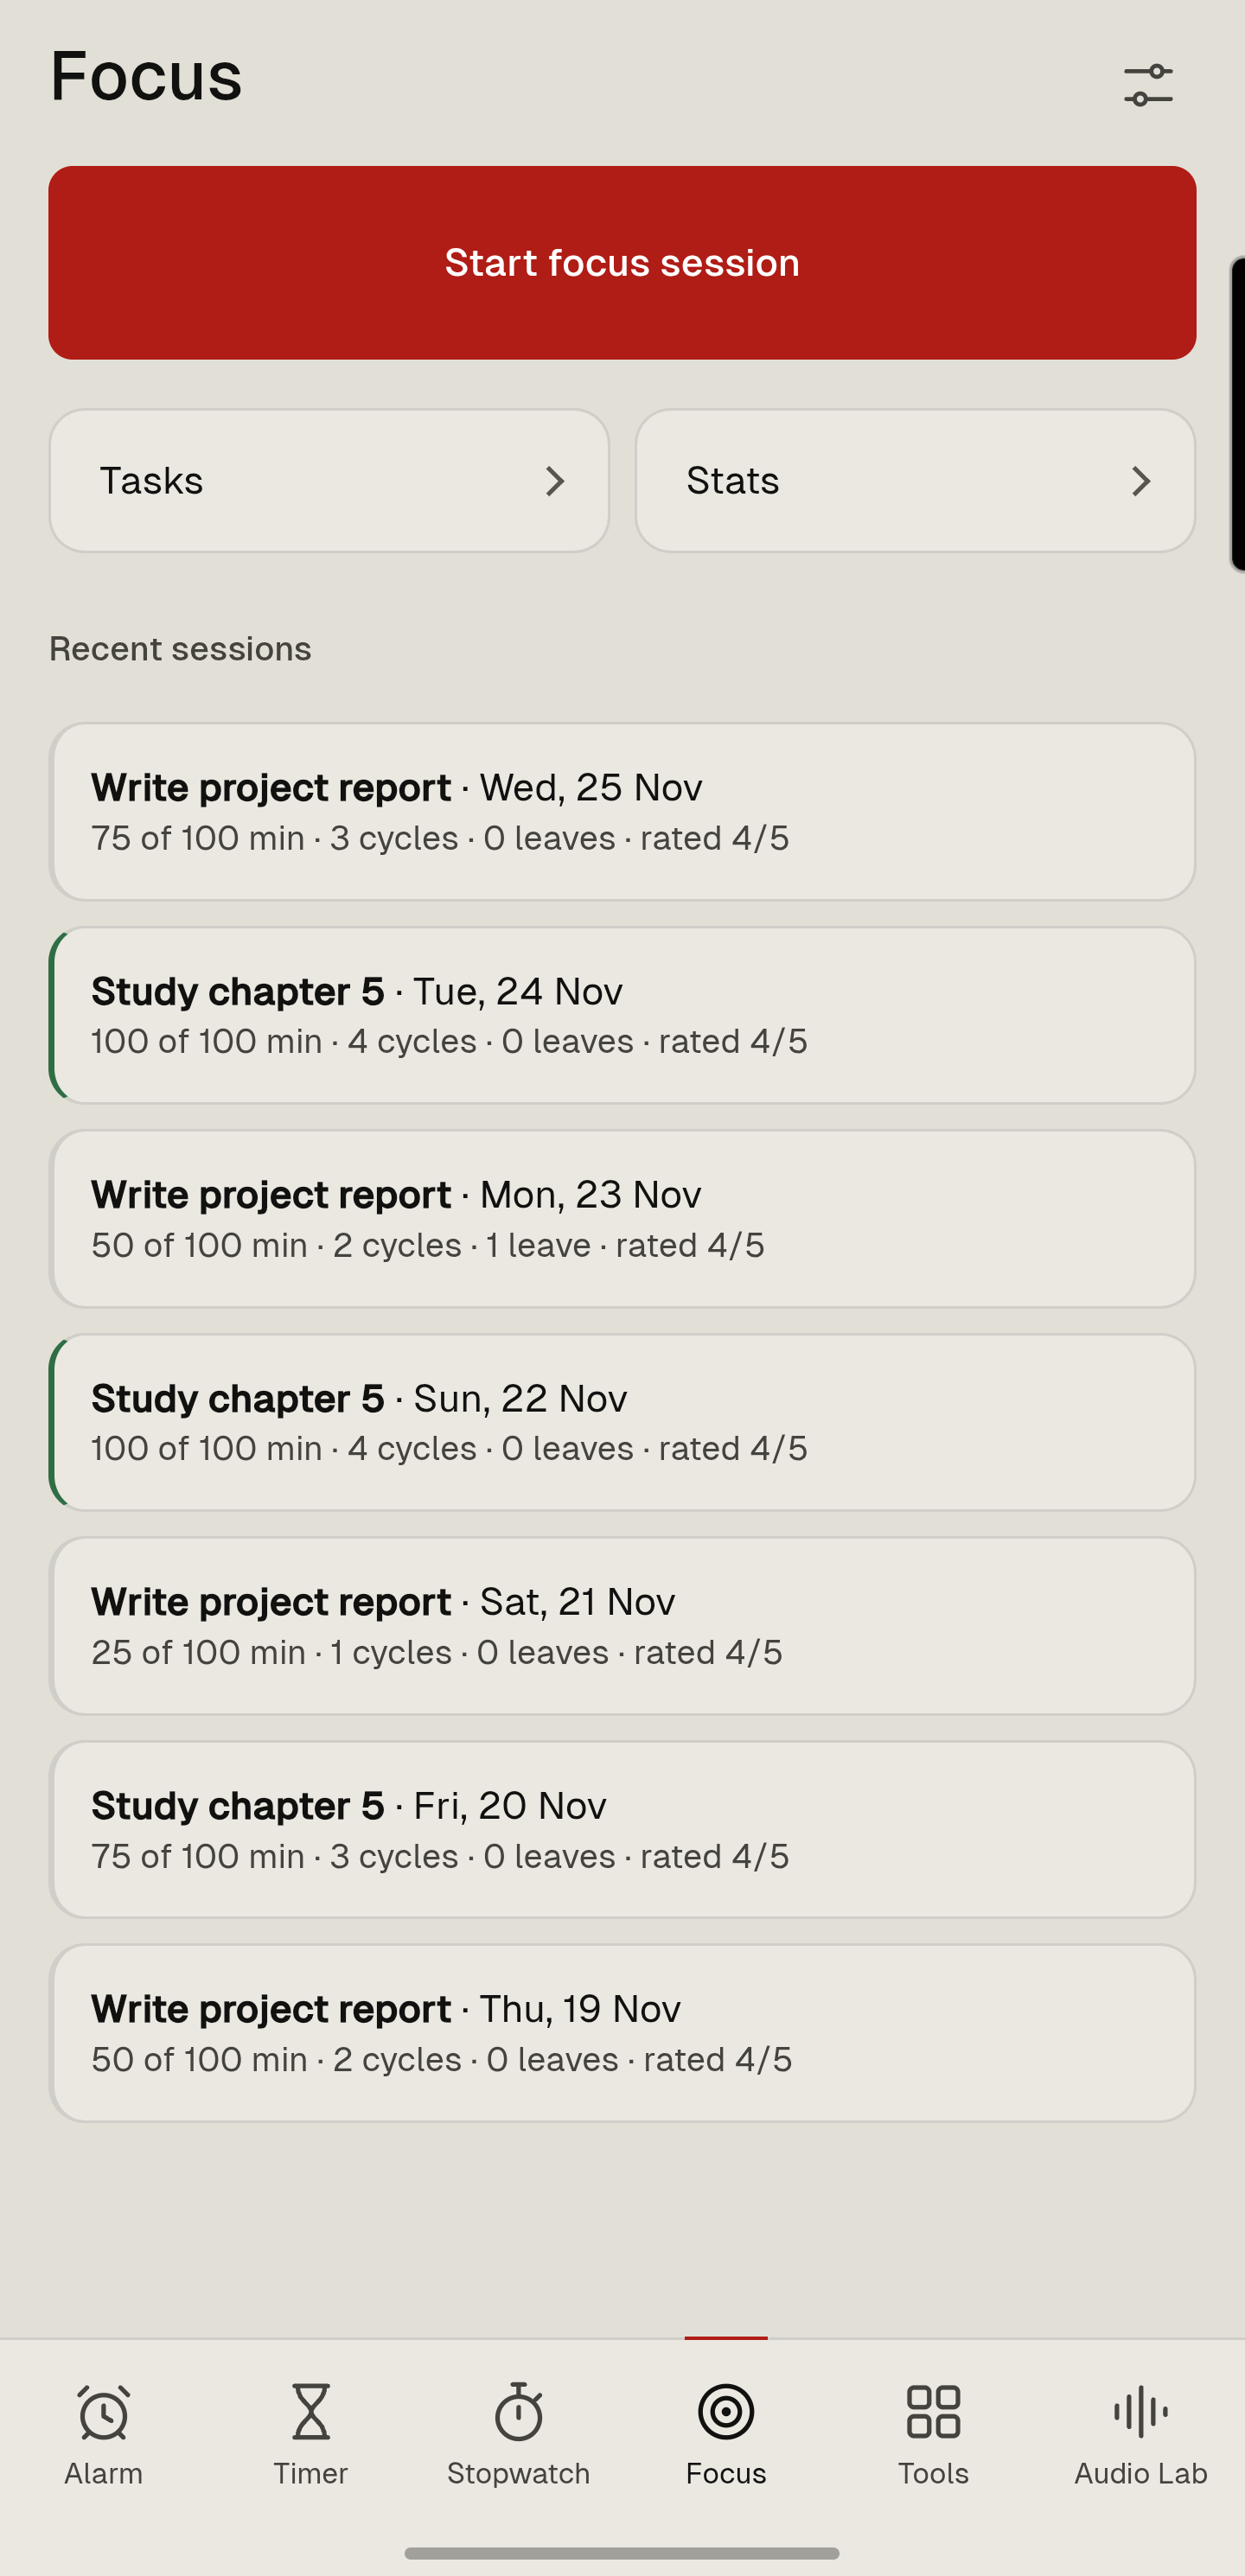 Focus
Start focus session
Tasks
Stats
Recent sessions
Write project report · Wed, 25 Nov
75 of 100 min · 3 cycles · 0 leaves · rated 4/5
Study chapter 5 · Tue, 24 Nov
100 of 100 min · 4 cycles · 0 leaves · rated 4/5
Write project report · Mon, 23 Nov
50 of 100 min · 2 cycles · 1 leave · rated 4/5
Study chapter 5 · Sun, 22 Nov
100 of 100 min · 4 cycles · 0 leaves · rated 4/5
Write project report · Sat, 21 Nov
25 of 100 min · 1 cycles · 0 leaves · rated 4/5
Study chapter 5 · Fri, 20 Nov
75 of 100 min · 3 cycles · 0 leaves · rated 4/5
Write project report · Thu, 19 Nov
50 of 100 min · 2 cycles · 0 leaves · rated 4/5
Alarm
Timer
Stopwatch
Focus
Tools
Audio Lab